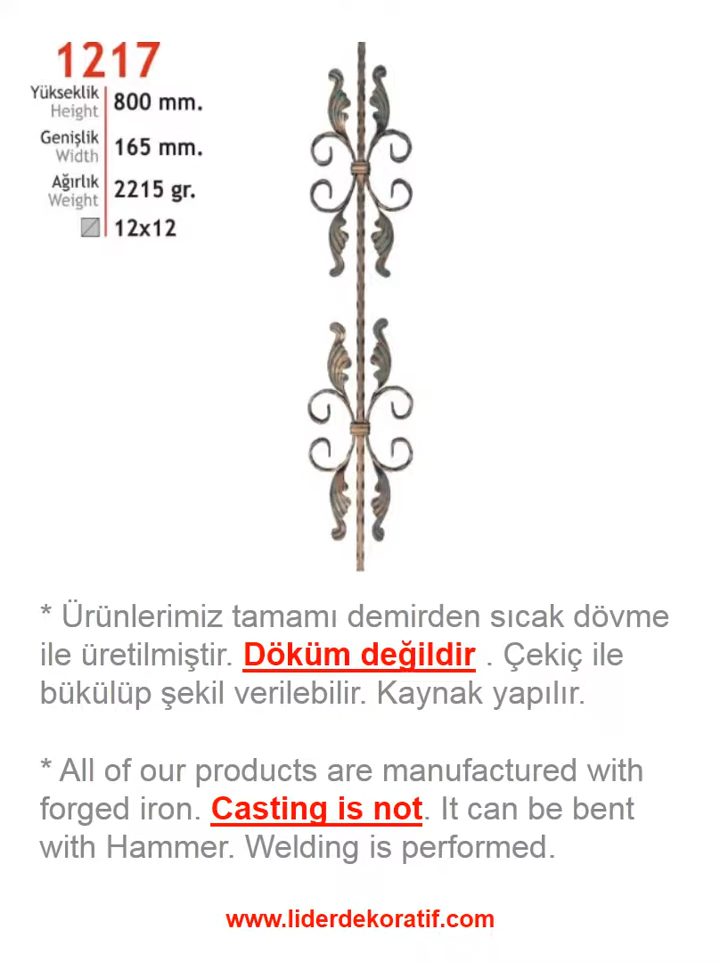 1217
Yükseklik
Height
800 mm.
Genişlik
Width
165 mm.
Ağırlık
Weight
2215 gr.
12x12
* Ürünlerimiz tamamı demirden sıcak dövme
ile üretilmiştir. Döküm değildir . Çekiç ile
bükülüp şekil verilebilir. Kaynak yapılır.
* All of our products are manufactured with
forged iron. Casting is not. It can be bent
with Hammer. Welding is performed.
www.liderdekoratif.com